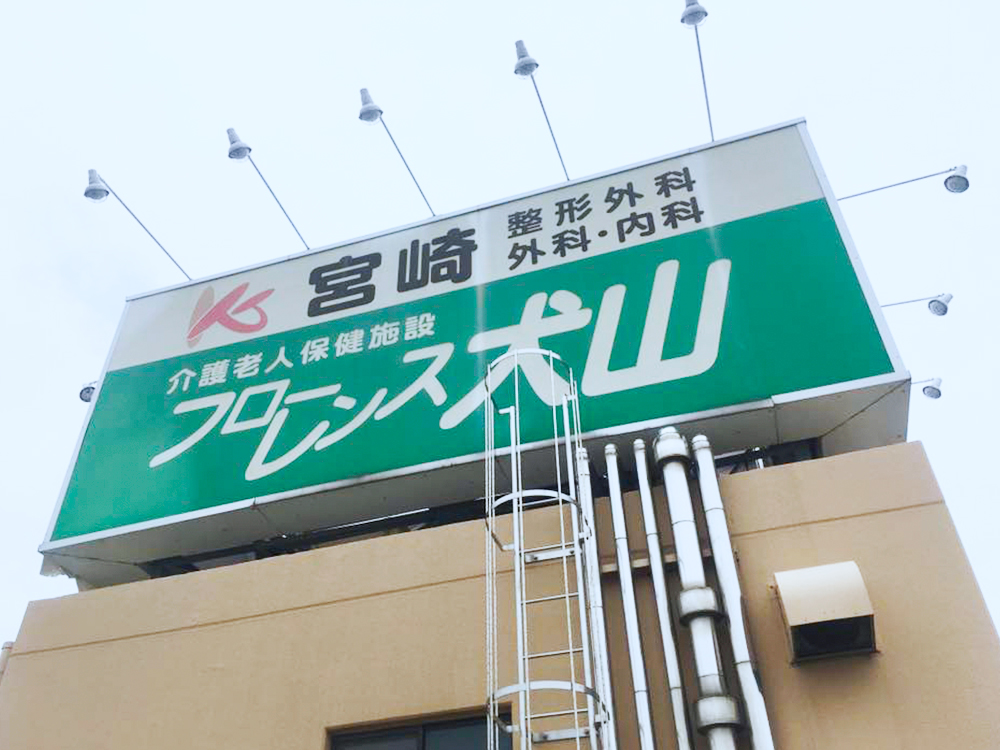 宮崎
整形外科
外科・内科
介護老人保健施設
フローレンス犬山